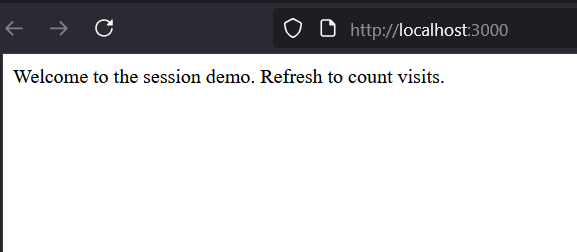 http://localhost:3000
Welcome to the session demo. Refresh to count visits.